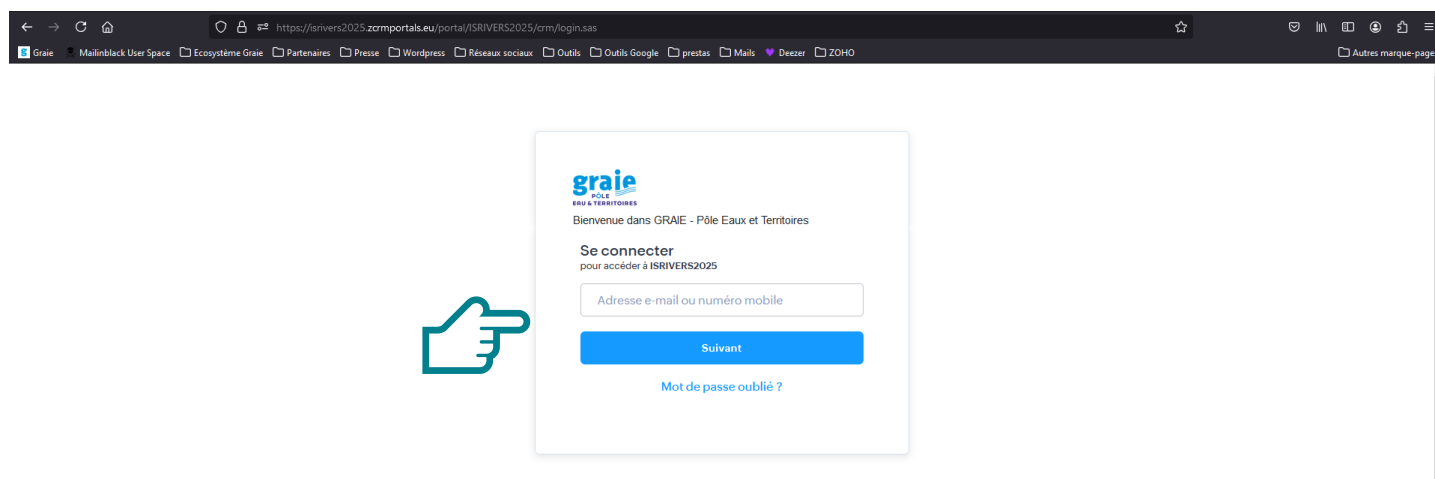 https://isrivers2025.zcrmportals.eu/portal/ISRIVERS2025/crm/login.sas
Graie Mailinblack User Space Ecosystème Graie Partenaires Presse Wordpress Réseaux sociaux Outils Outils Google prestas Mails Deezer ZOHO Autres marque-page
graie
PÔLE
EAU & TERRITOIRES
Bienvenue dans GRAIE - Pôle Eaux et Territoires
Se connecter
pour accéder à ISRIVERS2025
Adresse e-mail ou numéro mobile
Suivant
Mot de passe oublié ?